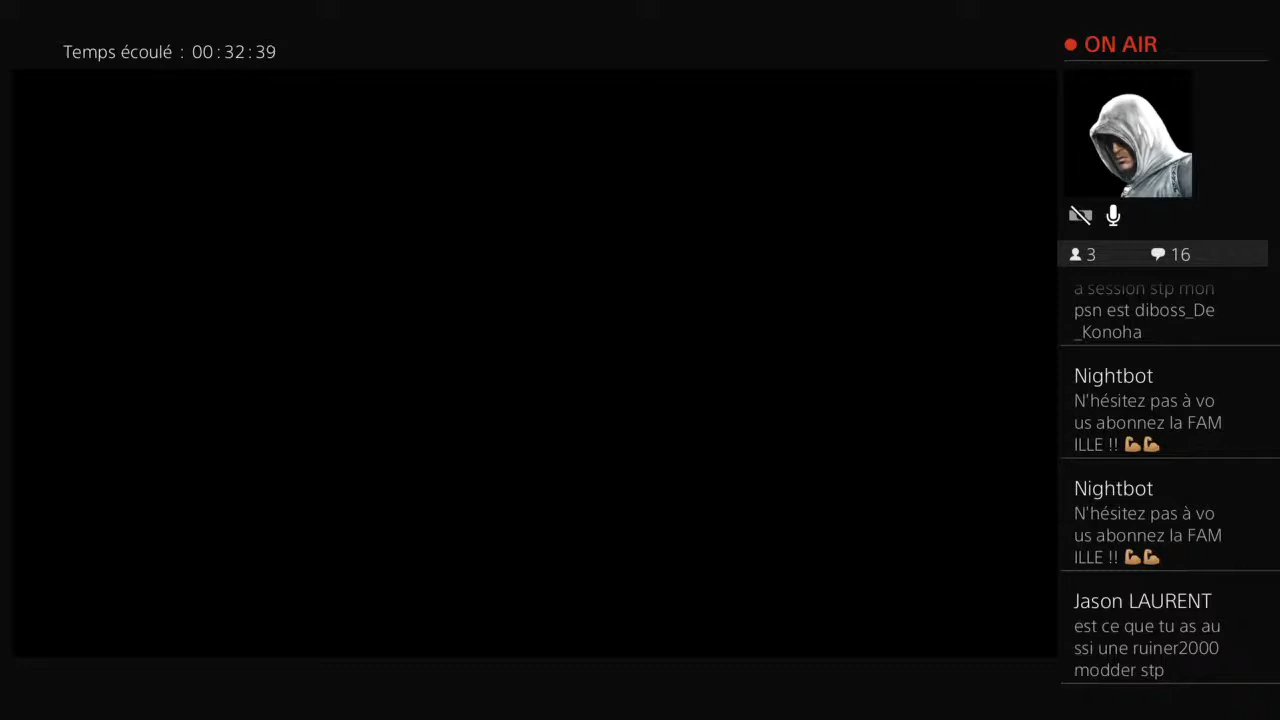 Temps écoulé : 00:32:39
ON AIR
3
16
a session stp mon
psn est diboss_De
_Konoha
Nightbot
N'hésitez pas à vo
us abonnez la FAM
ILLE !! 💪🏽💪🏽
Nightbot
N'hésitez pas à vo
us abonnez la FAM
ILLE !! 💪🏽💪🏽
Jason LAURENT
est ce que tu as au
ssi une ruiner2000
modder stp